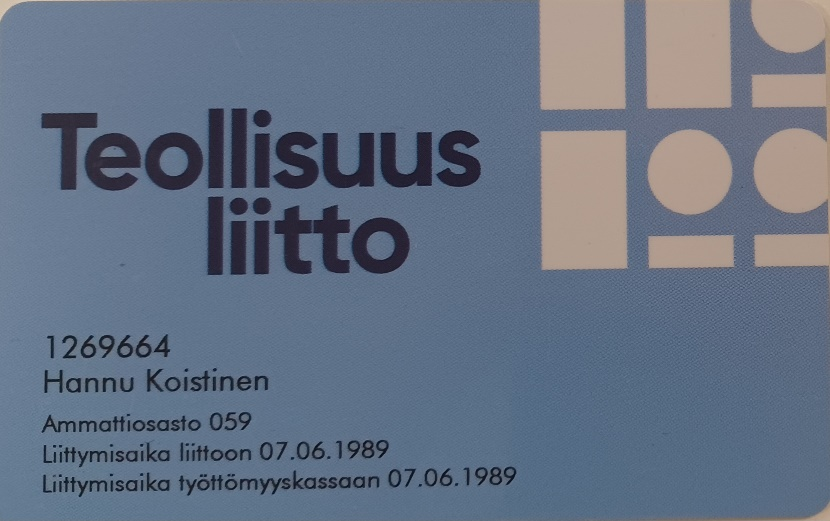 Teollisuus
liitto
1269664
Hannu Koistinen
Ammattiosasto 059
Liittymisaika liittoon 07.06.1989
Liittymisaika työttömyyskassaan 07.06.1989